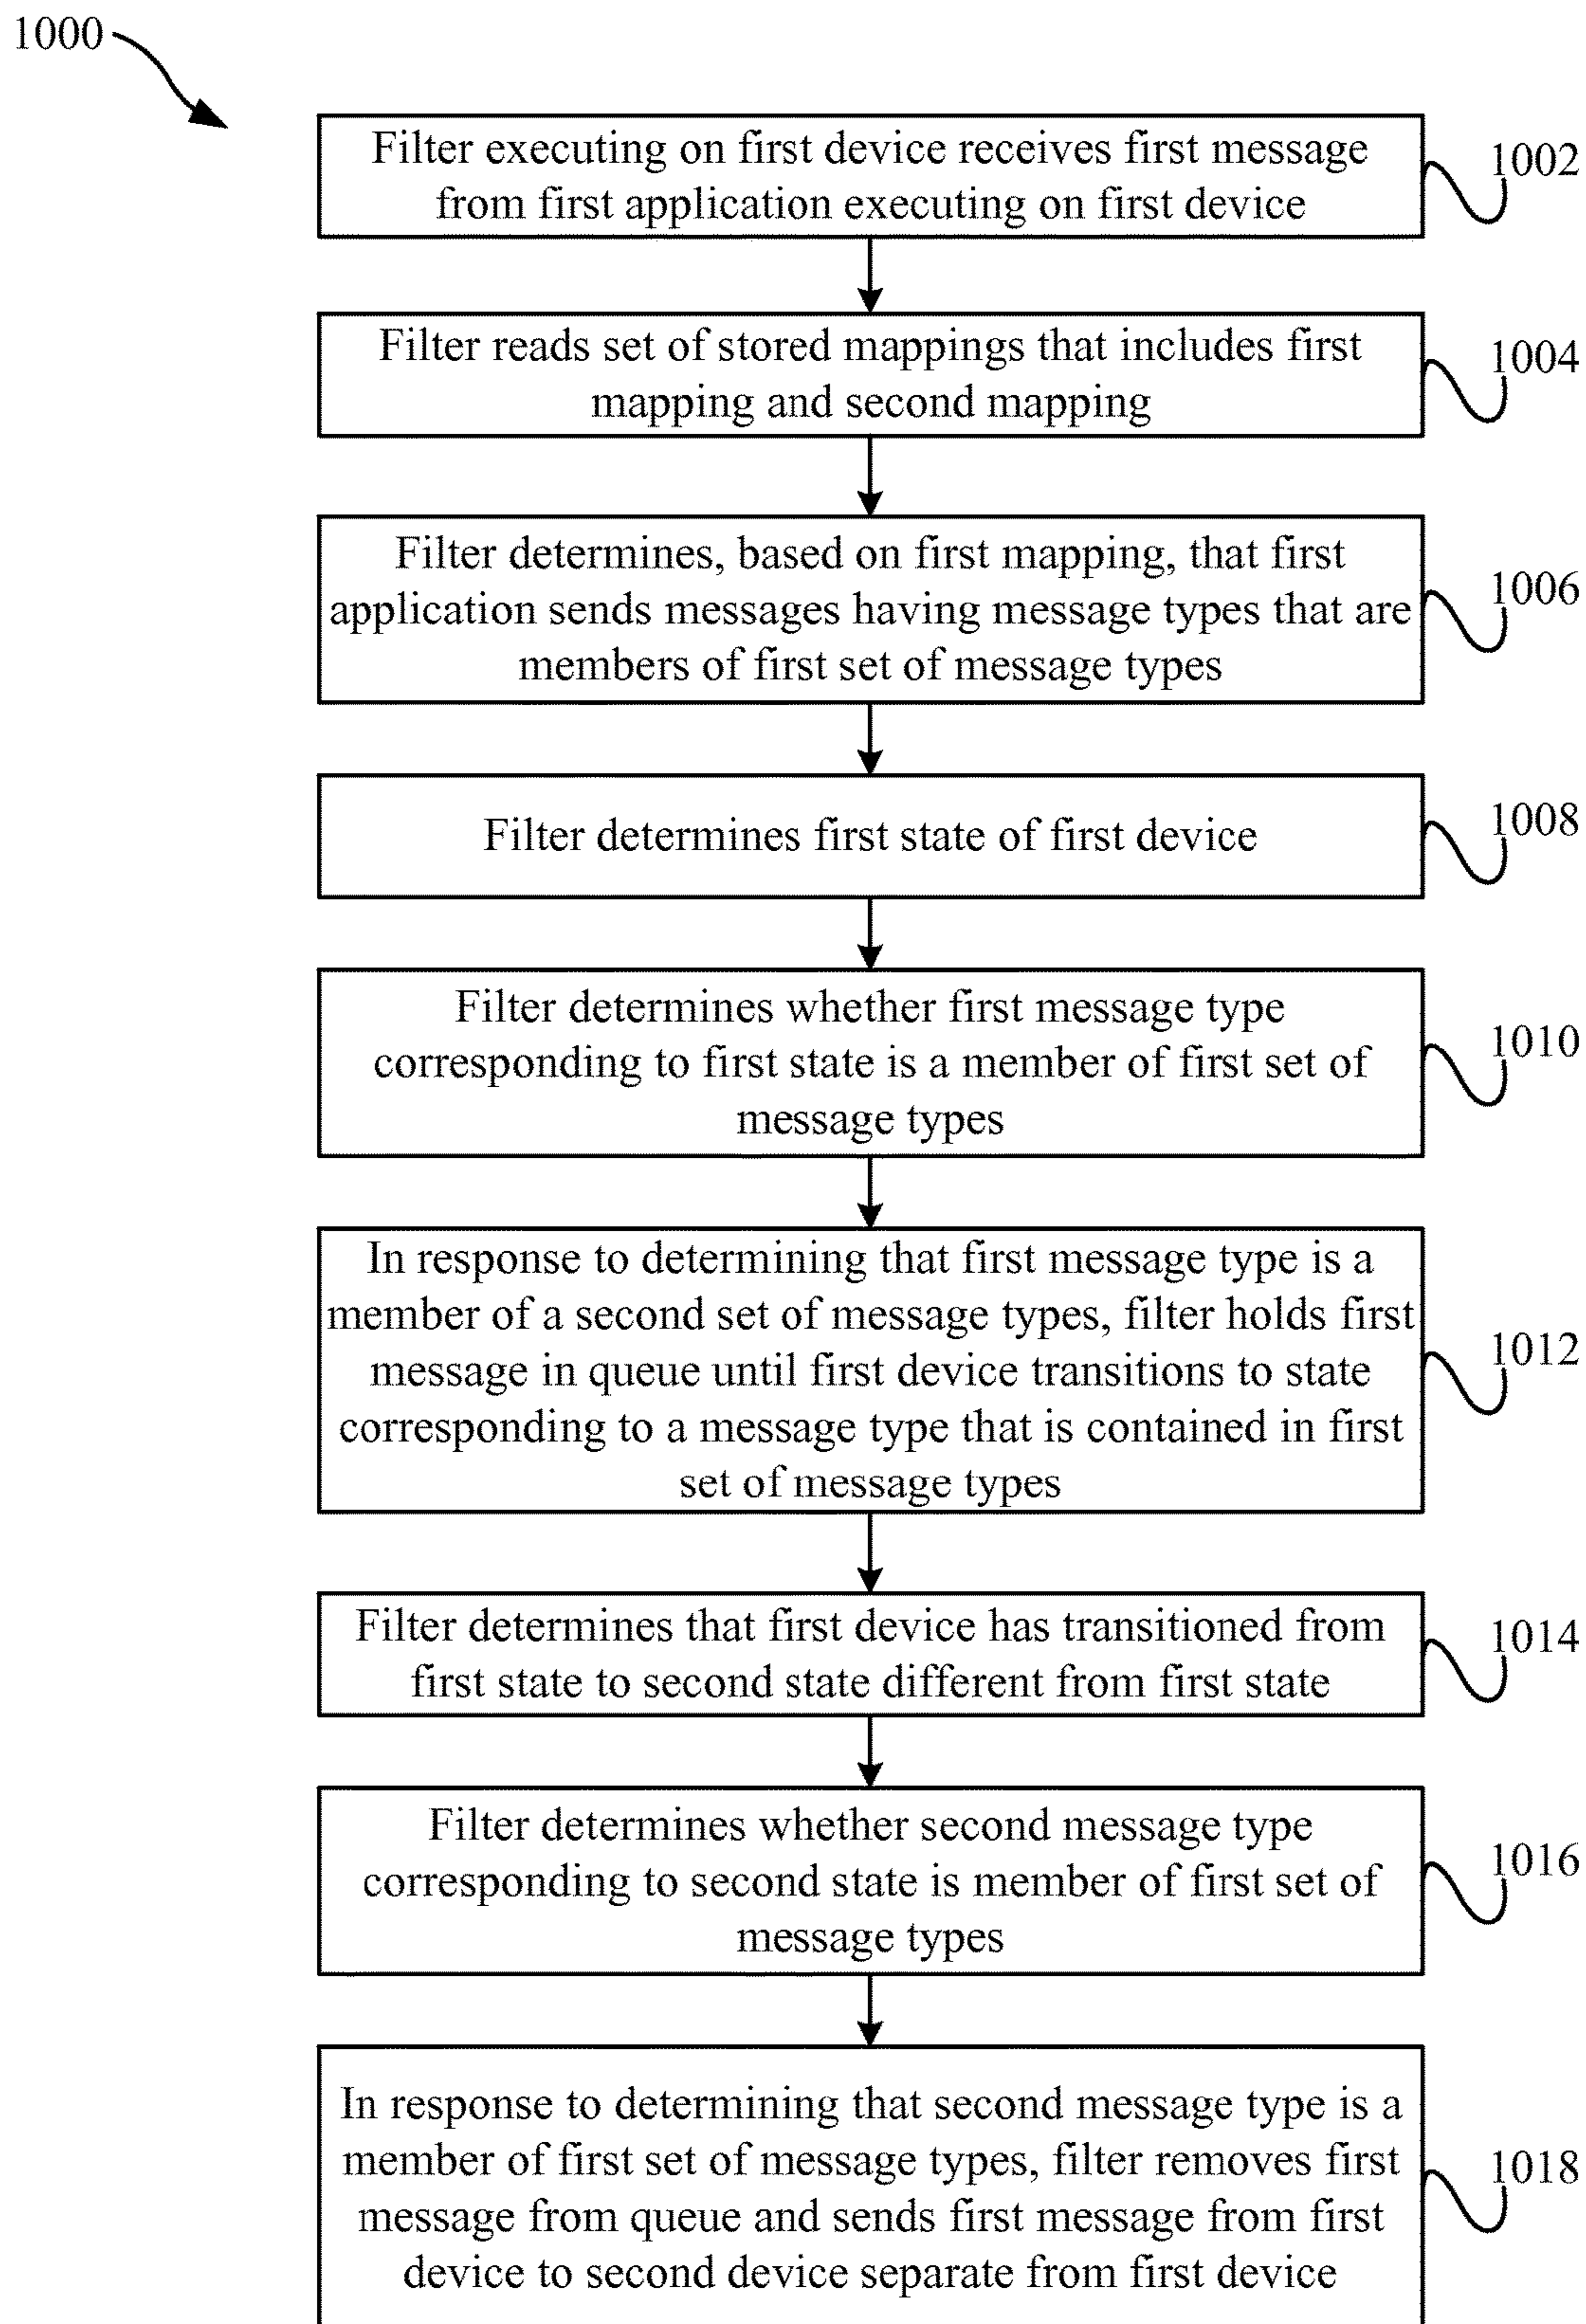 1000
Filter executing on first device receives first message
from first application executing on first device
1002
Filter reads set of stored mappings that includes first
mapping and second mapping
1004
Filter determines, based on first mapping, that first
application sends messages having message types that are
members of first set of message types
1006
Filter determines first state of first device
1008
Filter determines whether first message type
corresponding to first state is a member of first set of
message types
1010
In response to determining that first message type is a
member of a second set of message types, filter holds first
message in queue until first device transitions to state
corresponding to a message type that is contained in first
set of message types
1012
Filter determines that first device has transitioned from
first state to second state different from first state
1014
Filter determines whether second message type
corresponding to second state is member of first set of
message types
1016
In response to determining that second message type is a
member of first set of message types, filter removes first
message from queue and sends first message from first
device to second device separate from first device
1018